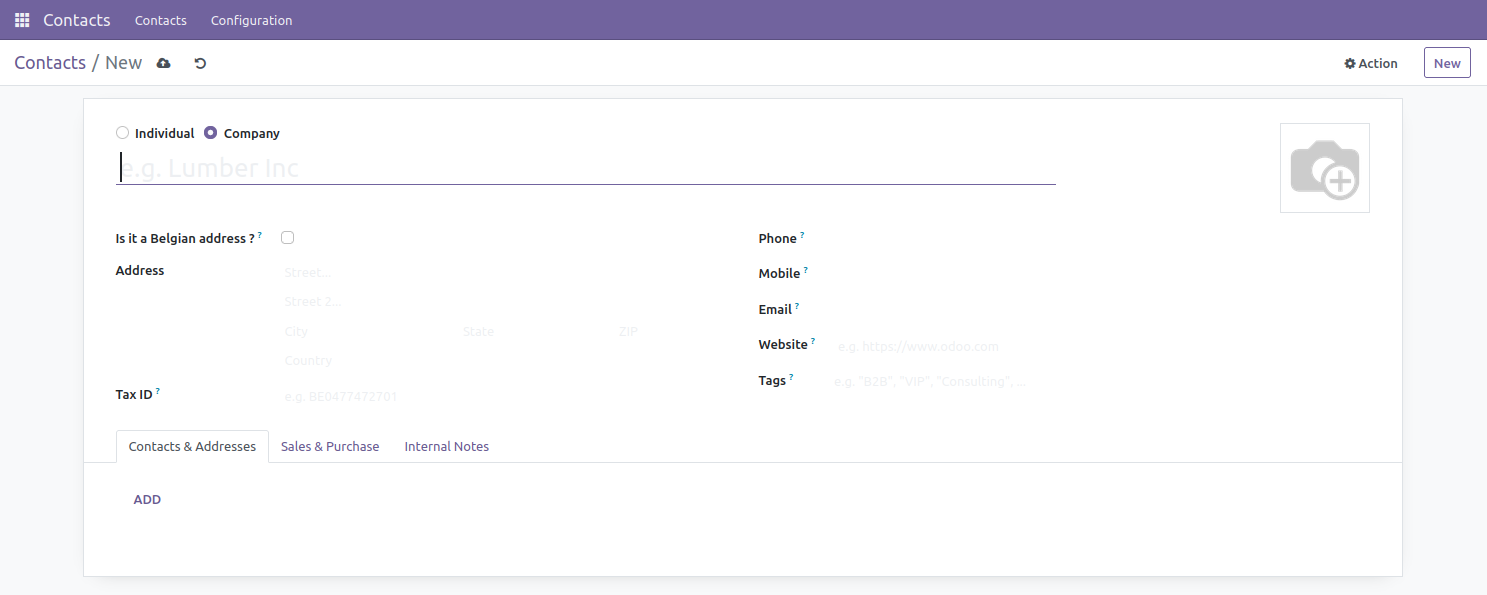 Contacts Contacts Configuration
Contacts / New Action New
Individual Company
e.g. Lumber Inc
Is it a Belgian address ? ?
Address Street...
Street 2...
City State ZIP
Country
Tax ID ? e.g. BE0477472701
Phone ?
Mobile ?
Email ?
Website ? e.g. https://www.odoo.com
Tags ? e.g. "B2B", "VIP", "Consulting", ...
Contacts & Addresses Sales & Purchase Internal Notes
ADD